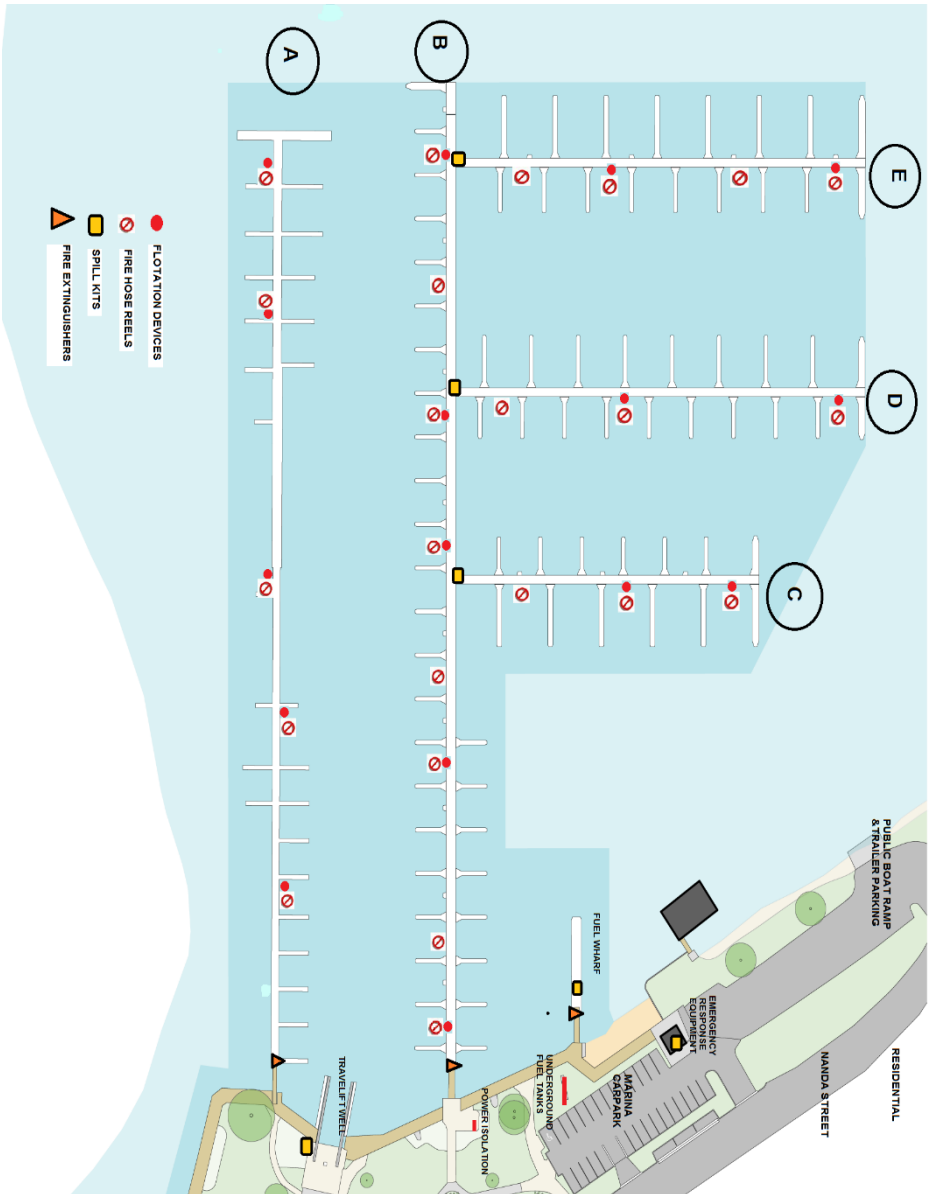 A
B
E
D
C
FLOTATION DEVICES
FIRE HOSE REELS
SPILL KITS
FIRE EXTINGUISHERS
PUBLIC BOAT RAMP
& TRAILER PARKING
RESIDENTIAL
NANDA STREET
EMERGENCY
RESPONSE
EQUIPMENT
MARINA
CARPARK
FUEL WHARF
UNDERGROUND
FUEL TANKS
POWER ISOLATION
TRAVELIFT WELL